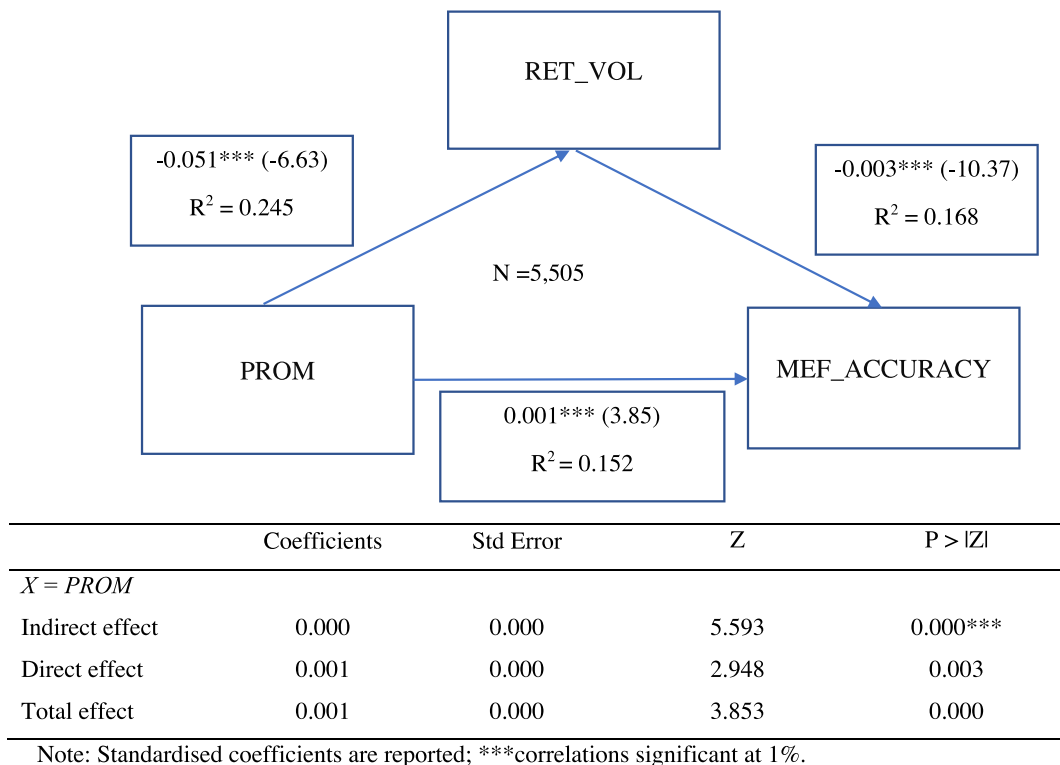 RET_VOL
-0.051*** (-6.63)
R² = 0.245
-0.003*** (-10.37)
R² = 0.168
N =5,505
PROM
MEF_ACCURACY
0.001*** (3.85)
R² = 0.152
Coefficients Std Error Z P > |Z|
X = PROM
Indirect effect 0.000 0.000 5.593 0.000***
Direct effect 0.001 0.000 2.948 0.003
Total effect 0.001 0.000 3.853 0.000
Note: Standardised coefficients are reported; ***correlations significant at 1%.